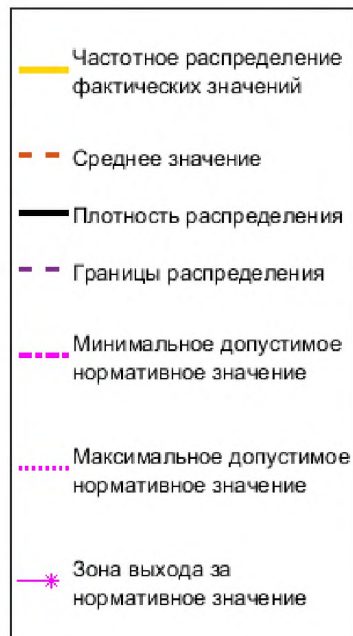 Частотное распределение
фактических значений
Среднее значение
Плотность распределения
Границы распределения
Минимальное допустимое
нормативное значение
Максимальное допустимое
нормативное значение
Зона выхода за
нормативное значение